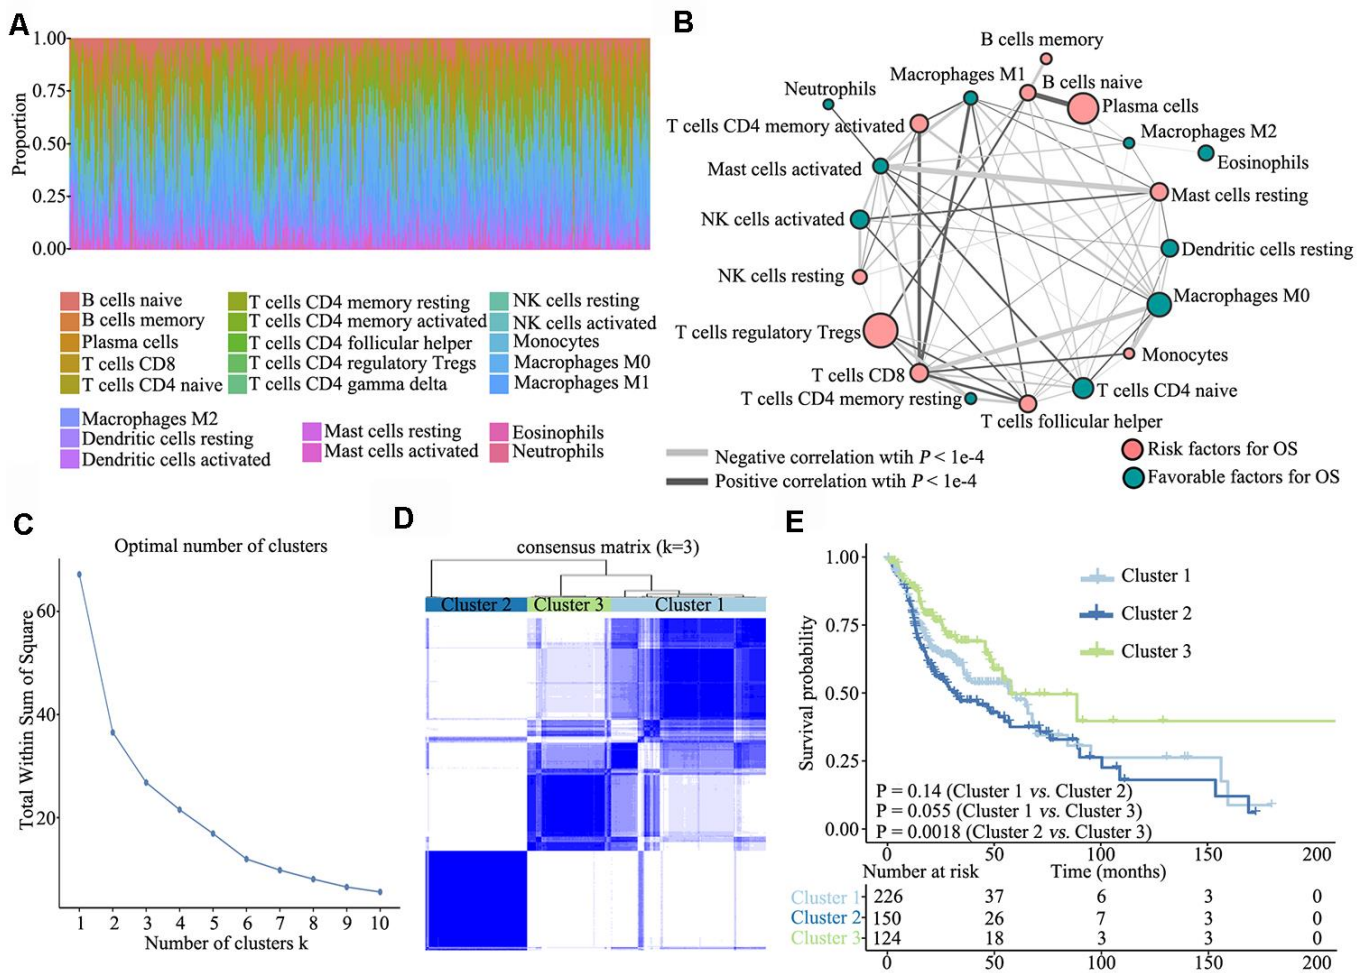 A
1.00
0.75
0.50
0.25
0.00
Proportion
B cells naive
B cells memory
Plasma cells
T cells CD8
T cells CD4 naive
T cells CD4 memory resting
T cells CD4 memory activated
T cells CD4 follicular helper
T cells CD4 regulatory Tregs
T cells CD4 gamma delta
NK cells resting
NK cells activated
Monocytes
Macrophages M0
Macrophages M1
Macrophages M2
Dendritic cells resting
Dendritic cells activated
Mast cells resting
Mast cells activated
Eosinophils
Neutrophils
B
B cells memory
Macrophages M1
B cells naive
Neutrophils
Plasma cells
T cells CD4 memory activated
Macrophages M2
Mast cells activated
Eosinophils
Mast cells resting
NK cells activated
Dendritic cells resting
NK cells resting
Macrophages M0
T cells regulatory Tregs
Monocytes
T cells CD8
T cells CD4 naive
T cells CD4 memory resting
T cells follicular helper
Negative correlation wtih P < 1e-4
Positive correlation wtih P < 1e-4
Risk factors for OS
Favorable factors for OS
C
Optimal number of clusters
Total Within Sum of Square
60
40
20
1 2 3 4 5 6 7 8 9 10
Number of clusters k
D
consensus matrix (k=3)
Cluster 2 Cluster 3 Cluster 1
E
Survival probability
1.00
0.75
0.50
0.25
0.00
Cluster 1
Cluster 2
Cluster 3
P = 0.14 (Cluster 1 vs. Cluster 2)
P = 0.055 (Cluster 1 vs. Cluster 3)
P = 0.0018 (Cluster 2 vs. Cluster 3)
0 50 100 150 200
Number at risk Time (months)
Cluster 1 226 37 6 3 0
Cluster 2 150 26 7 3 0
Cluster 3 124 18 3 3 0
0 50 100 150 200